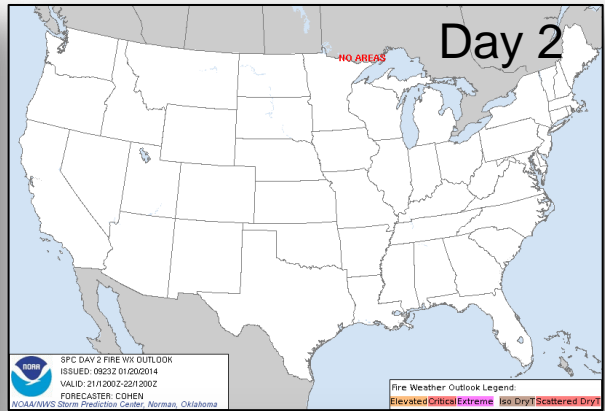 Day 2
NO AREAS
NOAA
SPC DAY 2 FIRE WX OUTLOOK
ISSUED: 0923Z 01/20/2014
VALID: 21/1200Z-22/1200Z
FORECASTER: COHEN
NOAA/NWS Storm Prediction Center, Norman, Oklahoma
Fire Weather Outlook Legend:
Elevated Critical Extreme Iso DryT Scattered DryT